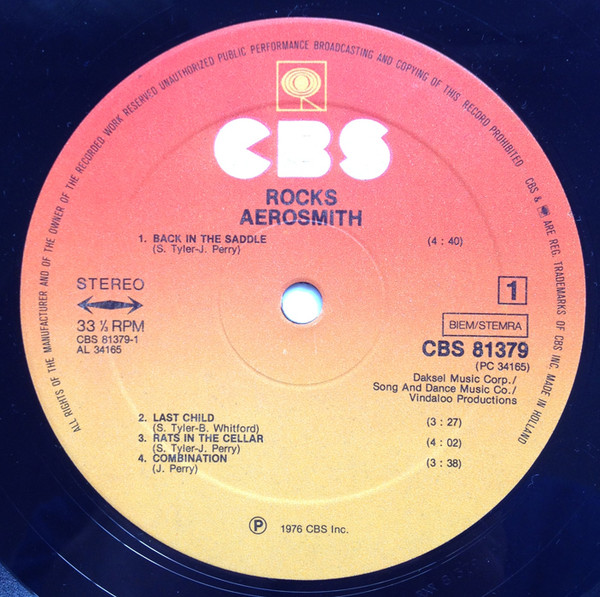 ALL RIGHTS OF THE MANUFACTURER AND OF THE OWNER OF THE RECORDED WORK RESERVED UNAUTHORIZED PUBLIC PERFORMANCE BROADCASTING AND COPYING OF THIS RECORD PROHIBITED
CBS & ARE REG. TRADEMARKS OF CBS INC. MADE IN HOLLAND
CBS
ROCKS
AEROSMITH
1. BACK IN THE SADDLE (4 : 40)
(S. Tyler-J. Perry)
STEREO
33 ⅓ RPM
CBS 81379-1
AL 34165
1
BIEM/STEMRA
CBS 81379
(PC 34165)
Daksel Music Corp./
Song And Dance Music Co./
Vindaloo Productions
2. LAST CHILD (3 : 27)
(S. Tyler-B. Whitford)
3. RATS IN THE CELLAR (4 : 02)
(S. Tyler-J. Perry)
4. COMBINATION (3 : 38)
(J. Perry)
℗ 1976 CBS Inc.